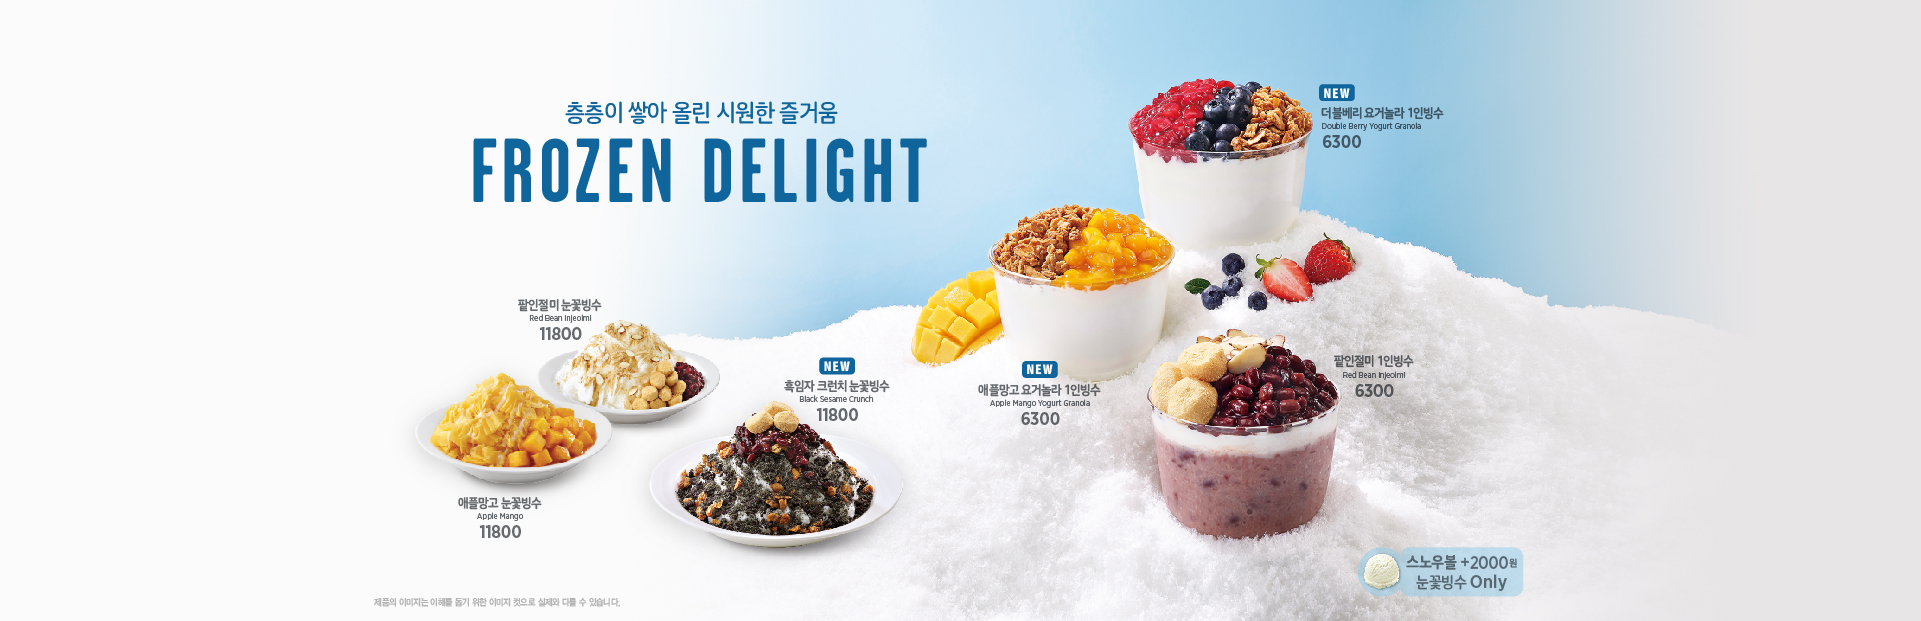 층층이 쌓아 올린 시원한 즐거움
FROZEN DELIGHT
NEW
더블베리 요거놀라 1인빙수
Double Berry Yogurt Granola
6300
팥인절미 눈꽃빙수
Red Bean Injeolmi
11800
NEW
흑임자 크런치 눈꽃빙수
Black Sesame Crunch
11800
NEW
애플망고 요거놀라 1인빙수
Apple Mango Yogurt Granola
6300
팥인절미 1인빙수
Red Bean Injeolmi
6300
애플망고 눈꽃빙수
Apple Mango
11800
스노우볼 +2000원
눈꽃빙수 Only
제품의 이미지는 이해를 돕기 위한 이미지 컷으로 실제와 다를 수 있습니다.